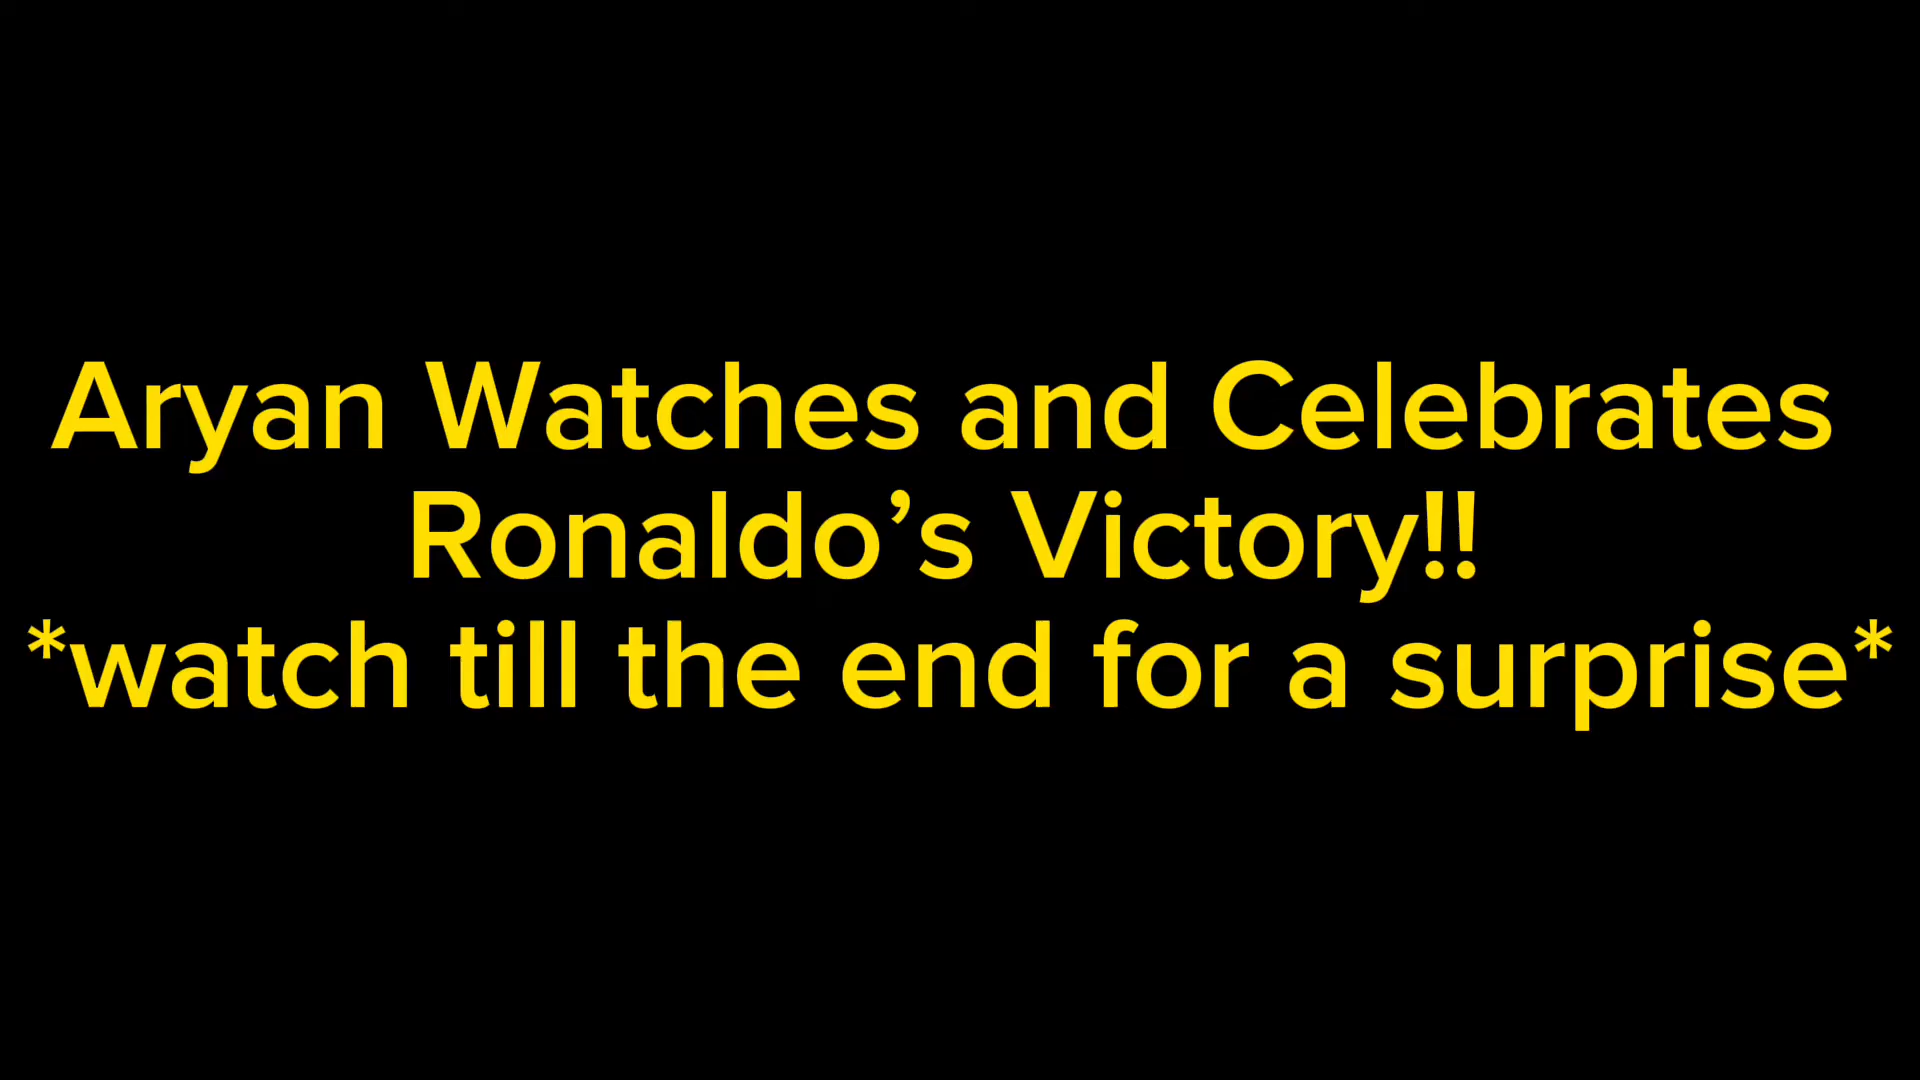 Aryan Watches and Celebrates
Ronaldo’s Victory!!
*watch till the end for a surprise*